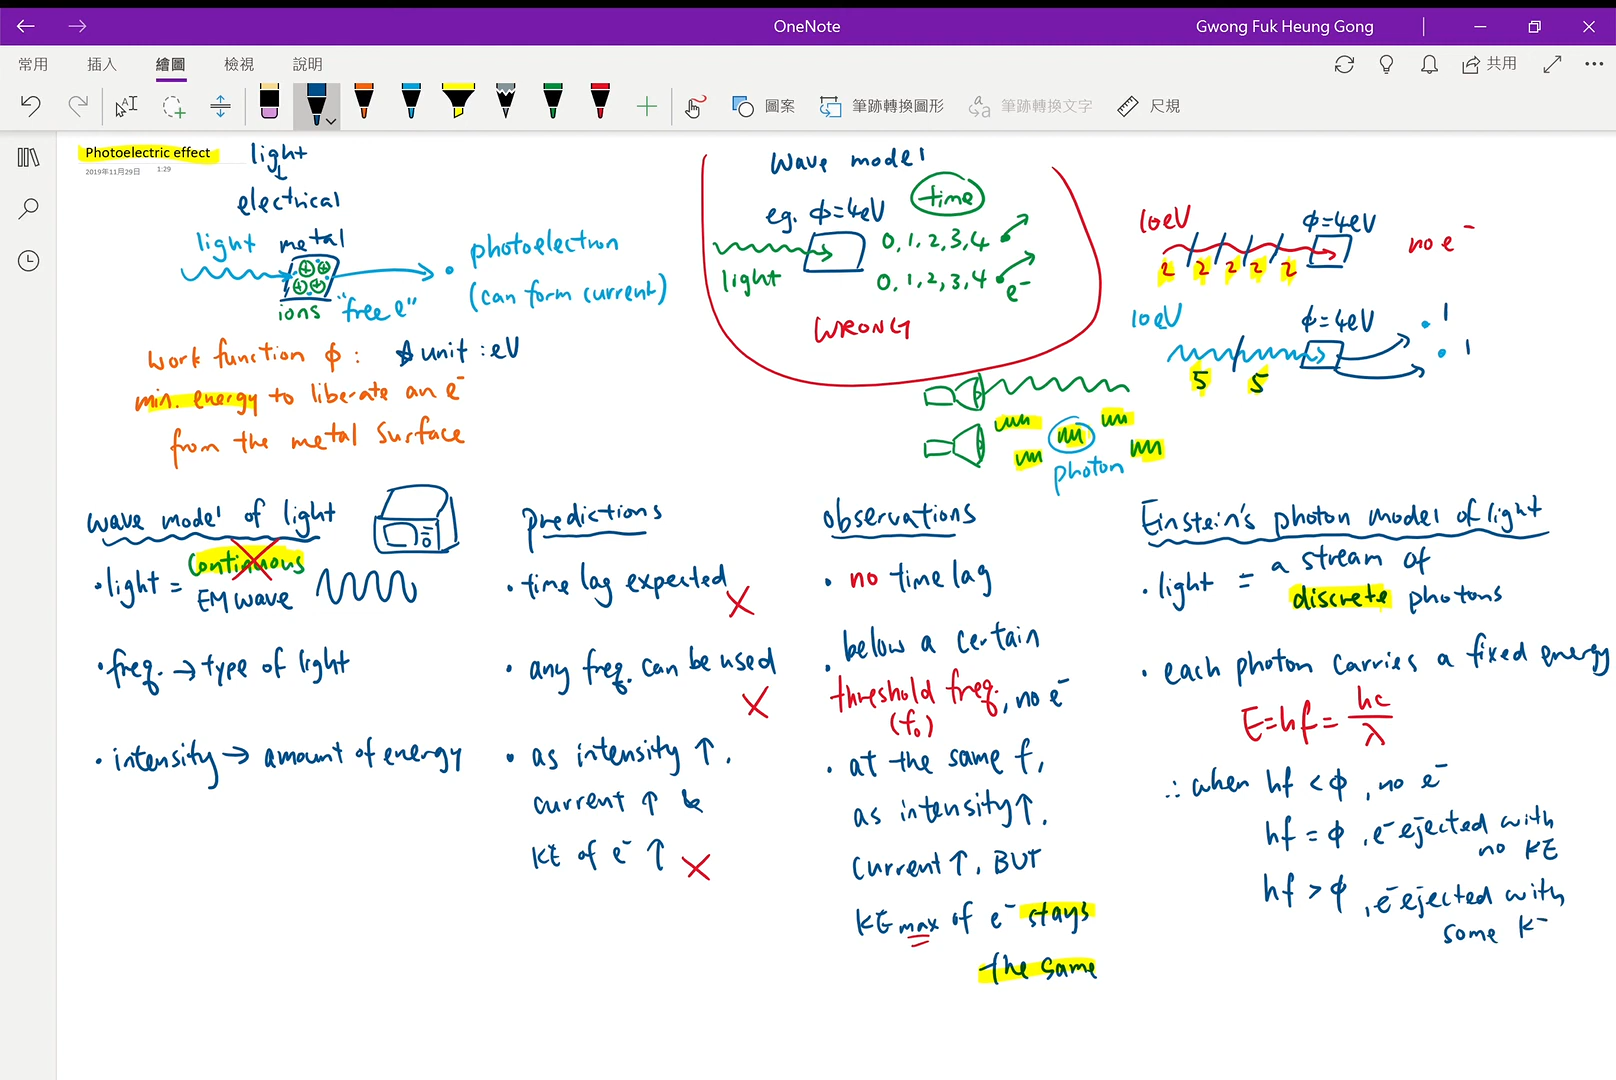 OneNote
Gwong Fuk Heung Gong
常用 插入 繪圖 檢視 說明
共用
圖案
筆跡轉換圖形
筆跡轉換文字
尺規
Photoelectric effect
2019年11月29日 1:29
light
electrical
light metal
ions "free e"
photoelectron
(can form current)
work function φ : unit : eV
min. energy to liberate an e⁻
from the metal surface
wave model
eg. φ=4eV
time
0, 1, 2, 3, 4
0, 1, 2, 3, 4
e⁻
light
WRONG
10eV φ=4eV
no e⁻
2 2 2 2 2
10eV φ=4eV
1
1
5 5
photon
wave model of light
• light = continuous
EM wave
• freq. → type of light
• intensity → amount of energy
predictions
• time lag expected
• any freq. can be used
• as intensity ↑,
current ↑ &
KE of e⁻ ↑
observations
• no time lag
• below a certain
threshold freq., no e⁻
(f₀)
• at the same f,
as intensity ↑,
current ↑, BUT
KE max of e⁻ stays
the same
Einstein's photon model of light
• light = a stream of
discrete photons
• each photon carries a fixed energy
E=hf=hc/λ
∴ when hf < φ, no e⁻
hf = φ, e⁻ ejected with
no KE
hf > φ, e⁻ ejected with
some